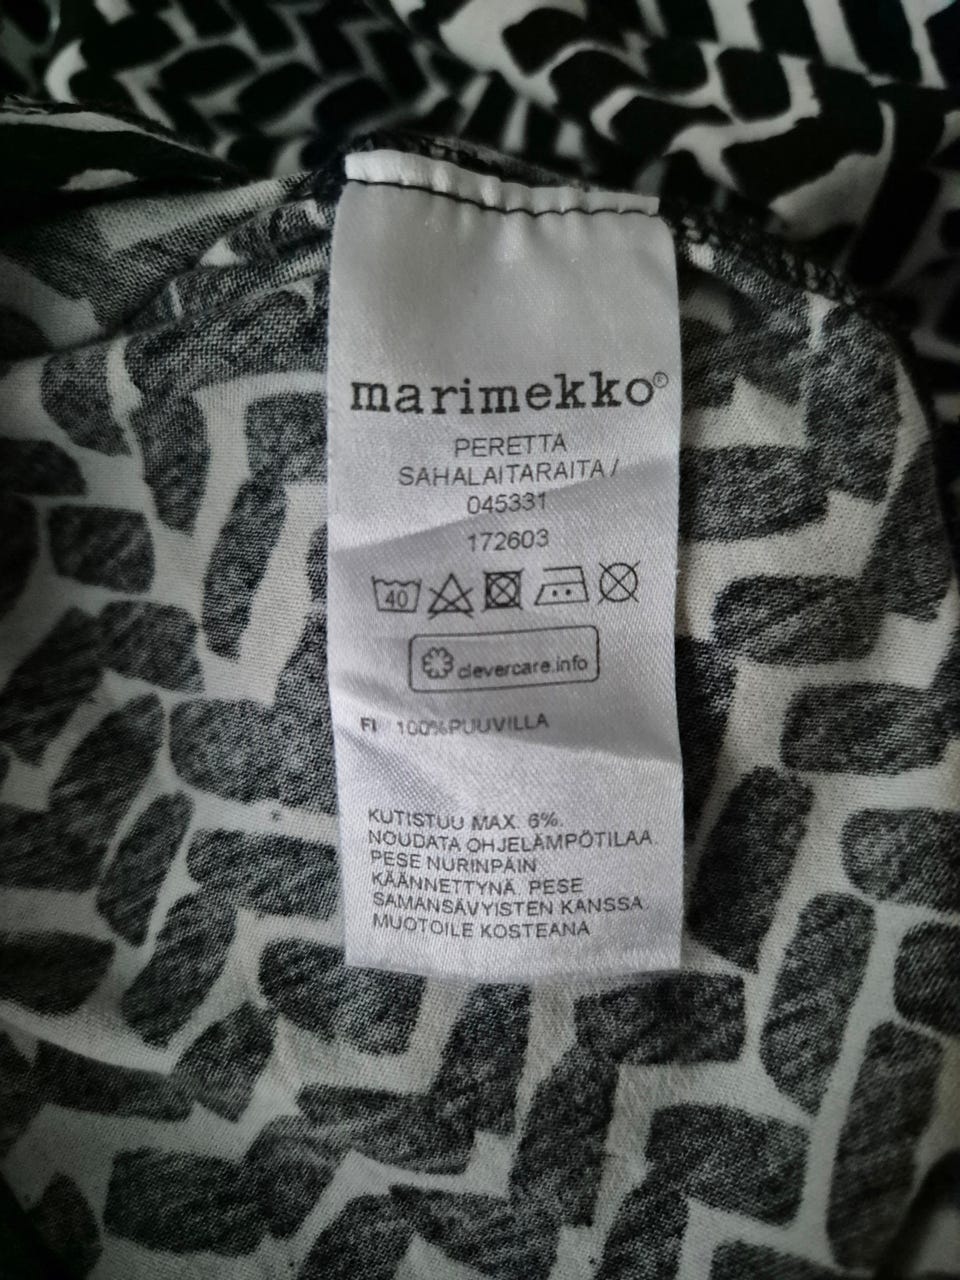 marimekko®
PERETTA
SAHALAITARAITA /
045331
172603
40
clevercare.info
FI 100%PUUVILLA
KUTISTUU MAX. 6%.
NOUDATA OHJELÄMPÖTILAA.
PESE NURINPÄIN
KÄÄNNETTYNÄ. PESE
SAMANSÄVYISTEN KANSSA.
MUOTOILE KOSTEANA